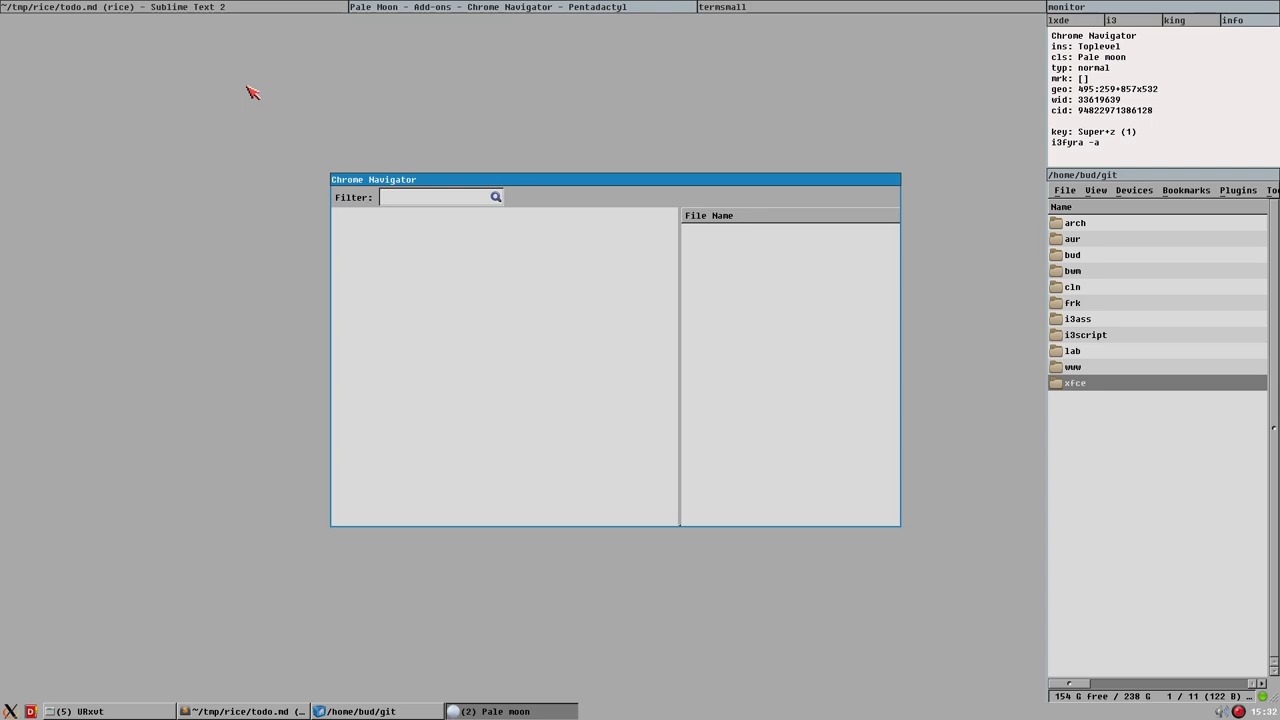 ~/tmp/rice/todo.md (rice) - Sublime Text 2
Pale Moon - Add-ons - Chrome Navigator - Pentadactyl
termsmall
monitor
lxde
i3
king
info
Chrome Navigator
ins: Toplevel
cls: Pale moon
typ: normal
mrk: []
geo: 495:259+857x532
wid: 33619639
cid: 94822971386128
key: Super+z (1)
i3fyra -a
Chrome Navigator
Filter:
File Name
/home/bud/git
File View Devices Bookmarks Plugins To
Name
arch
aur
bud
bwm
cln
frk
i3ass
i3script
lab
www
xfce
154 G free / 238 G 1 / 11 (122 B) …
(5) URxvt
~/tmp/rice/todo.md (…
/home/bud/git
(2) Pale moon
15:32